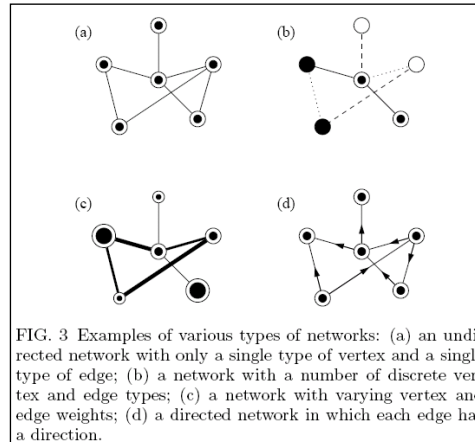 (a)
(b)
(c)
(d)
FIG. 3 Examples of various types of networks: (a) an undi
rected network with only a single type of vertex and a singl
type of edge; (b) a network with a number of discrete ver
tex and edge types; (c) a network with varying vertex and
edge weights; (d) a directed network in which each edge ha
a direction.